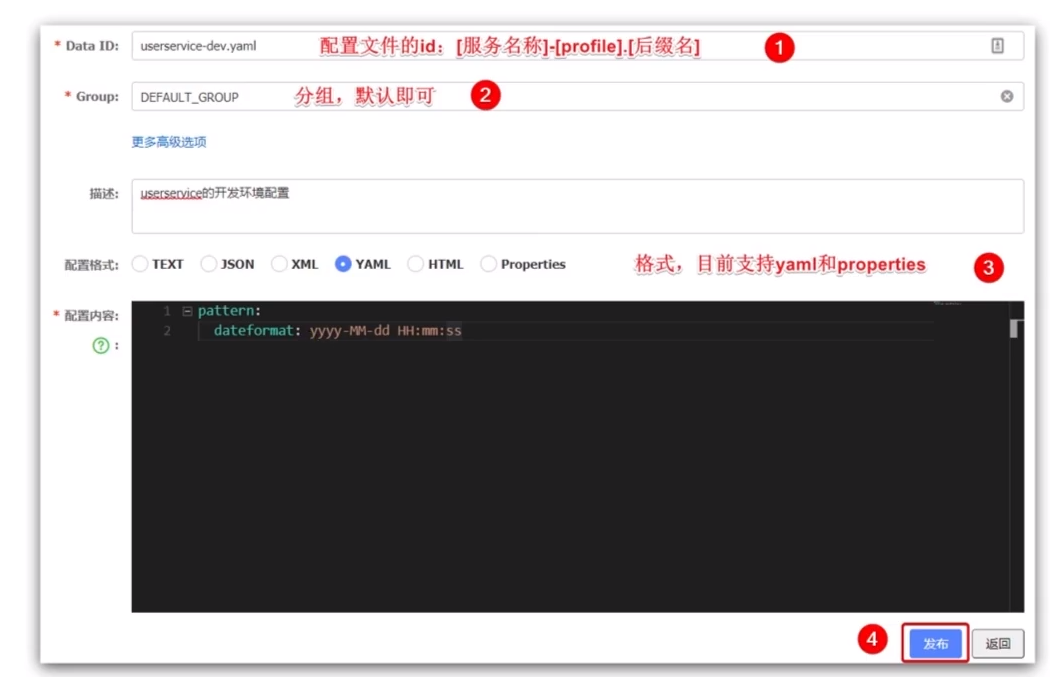 * Data ID: userservice-dev.yaml 配置文件的id：[服务名称]-[profile].[后缀名] 1
* Group: DEFAULT_GROUP 分组，默认即可 2
更多高级选项
描述: userservice的开发环境配置
配置格式: TEXT JSON XML YAML HTML Properties 格式，目前支持yaml和properties 3
* 配置内容: 1 pattern:
2 dateformat: yyyy-MM-dd HH:mm:ss
? :
4 发布 返回